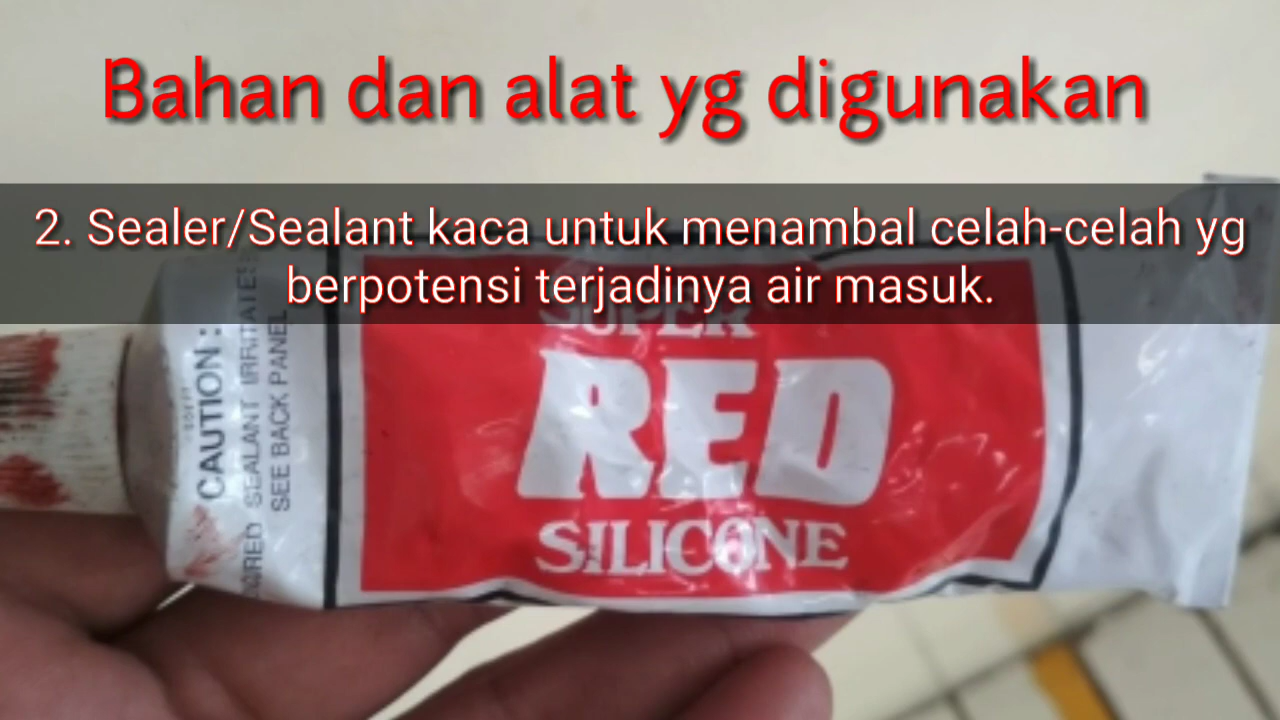 Bahan dan alat yg digunakan
2. Sealer/Sealant kaca untuk menambal celah-celah yg
berpotensi terjadinya air masuk.
SUPER
RED
SILICONE
CAUTION :
SEALANT IRRITATES
SEE BACK PANEL